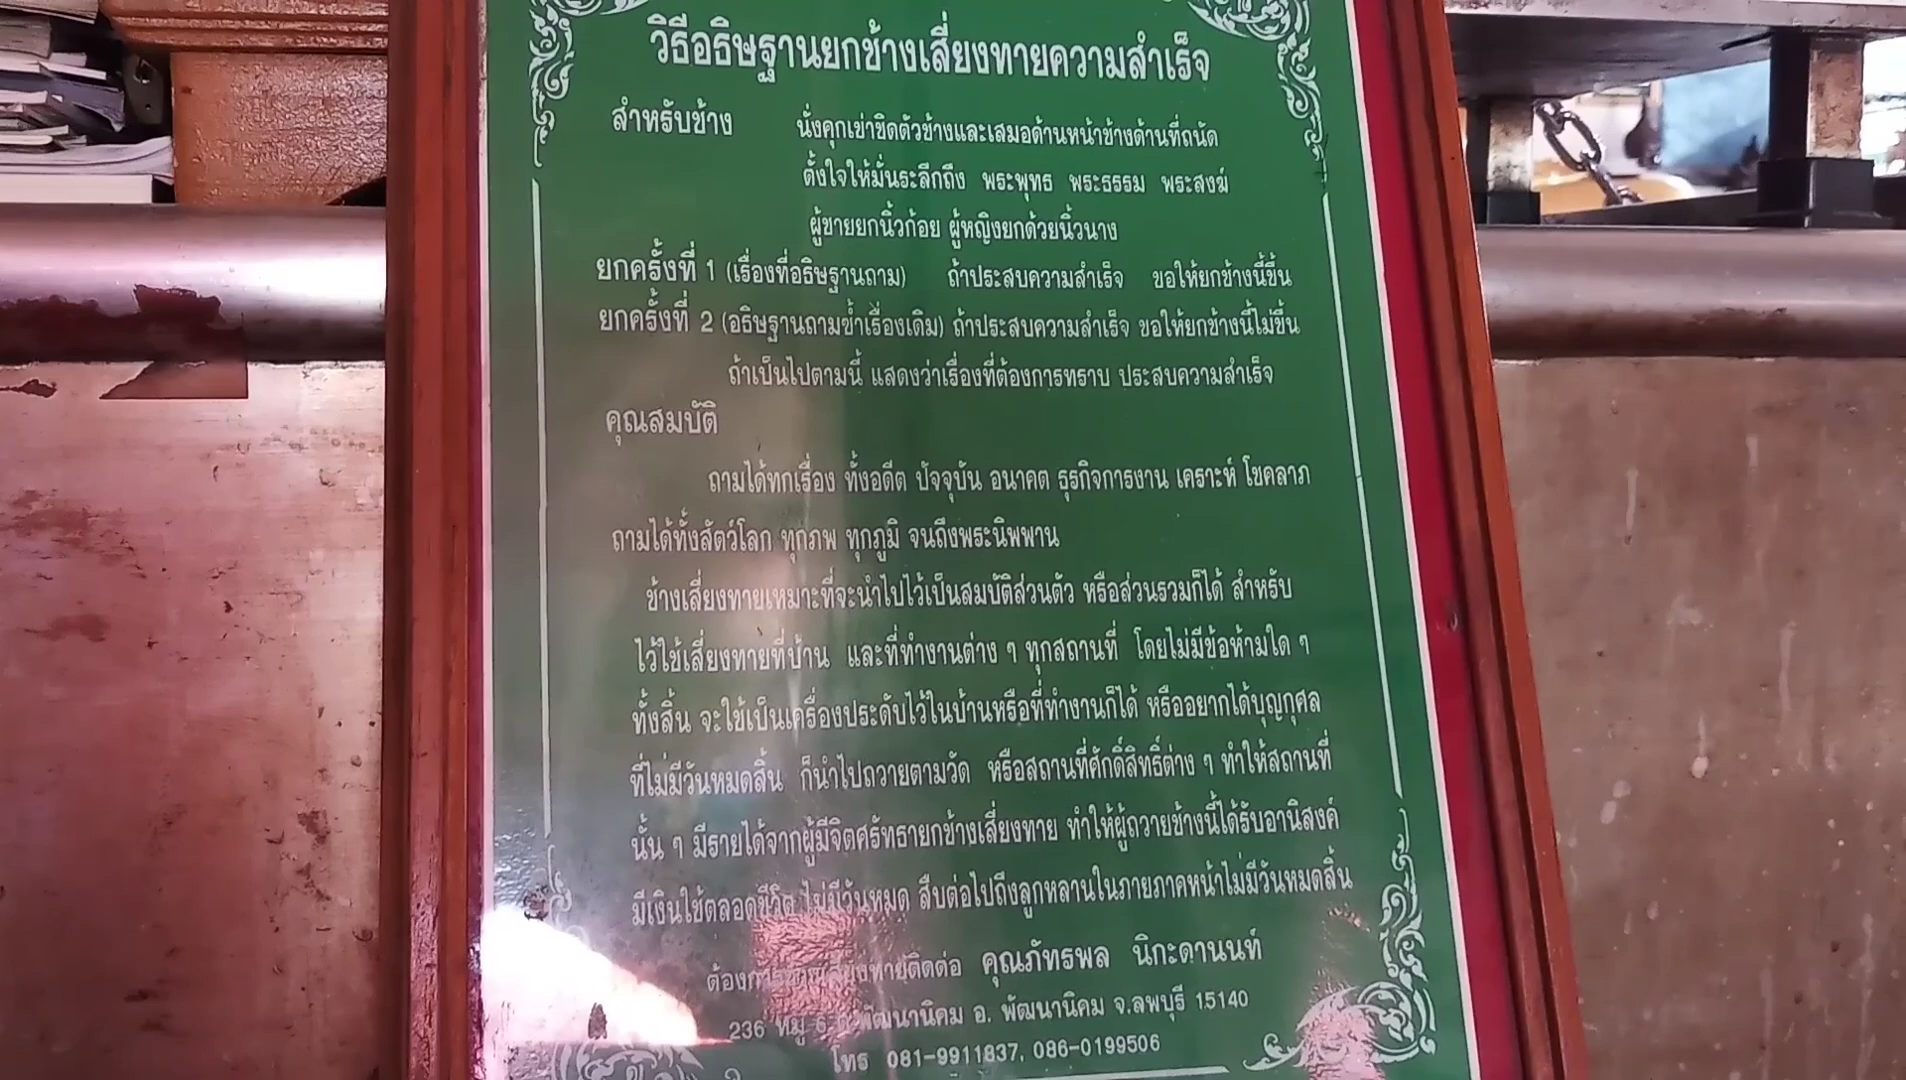 วิธีอธิษฐานยกช้างเสี่ยงทายความสำเร็จ
สำหรับช้าง นั่งคุกเข่าขิดตัวช้างและเสมอด้านหน้าช้างด้านที่ถนัด
ตั้งใจให้มั่นระลึกถึง พระพุทธ พระธรรม พระสงฆ์
ผู้ชายยกนิ้วก้อย ผู้หญิงยกด้วยนิ้วนาง
ยกครั้งที่ 1 (เรื่องที่อธิษฐานถาม) ถ้าประสบความสำเร็จ ขอให้ยกช้างนี้ขึ้น
ยกครั้งที่ 2 (อธิษฐานถามซ้ำเรื่องเดิม) ถ้าประสบความสำเร็จ ขอให้ยกช้างนี้ไม่ขึ้น
ถ้าเป็นไปตามนี้ แสดงว่าเรื่องที่ต้องการทราบ ประสบความสำเร็จ
คุณสมบัติ
ถามได้ทุกเรื่อง ทั้งอดีต ปัจจุบัน อนาคต ธุรกิจการงาน เคราะห์ โชคลาภ
ถามได้ทั้งสัตว์โลก ทุกภพ ทุกภูมิ จนถึงพระนิพพาน
ช้างเสี่ยงทายเหมาะที่จะนำไปไว้เป็นสมบัติส่วนตัว หรือส่วนรวมก็ได้ สำหรับ
ไว้ใช้เสี่ยงทายที่บ้าน และที่ทำงานต่าง ๆ ทุกสถานที่ โดยไม่มีข้อห้ามใด ๆ
ทั้งสิ้น จะใช้เป็นเครื่องประดับไว้ในบ้านหรือที่ทำงานก็ได้ หรืออยากได้บุญกุศล
ที่ไม่มีวันหมดสิ้น ก็นำไปถวายตามวัด หรือสถานที่ศักดิ์สิทธิ์ต่าง ๆ ทำให้สถานที่
นั้น ๆ มีรายได้จากผู้มีจิตศรัทธายกช้างเสี่ยงทาย ทำให้ผู้ถวายช้างนี้ได้รับอานิสงค์
มีเงินใช้ตลอดชีวิต ไม่มีวันหมด สืบต่อไปถึงลูกหลานในภายภาคหน้าไม่มีวันหมดสิ้น
ต้องการช้างเสี่ยงทายติดต่อ คุณภัทรพล นิกะดานนท์
236 หมู่ 6 ต.พัฒนานิคม อ. พัฒนานิคม จ.ลพบุรี 15140
โทร 081-9911837, 086-0199506